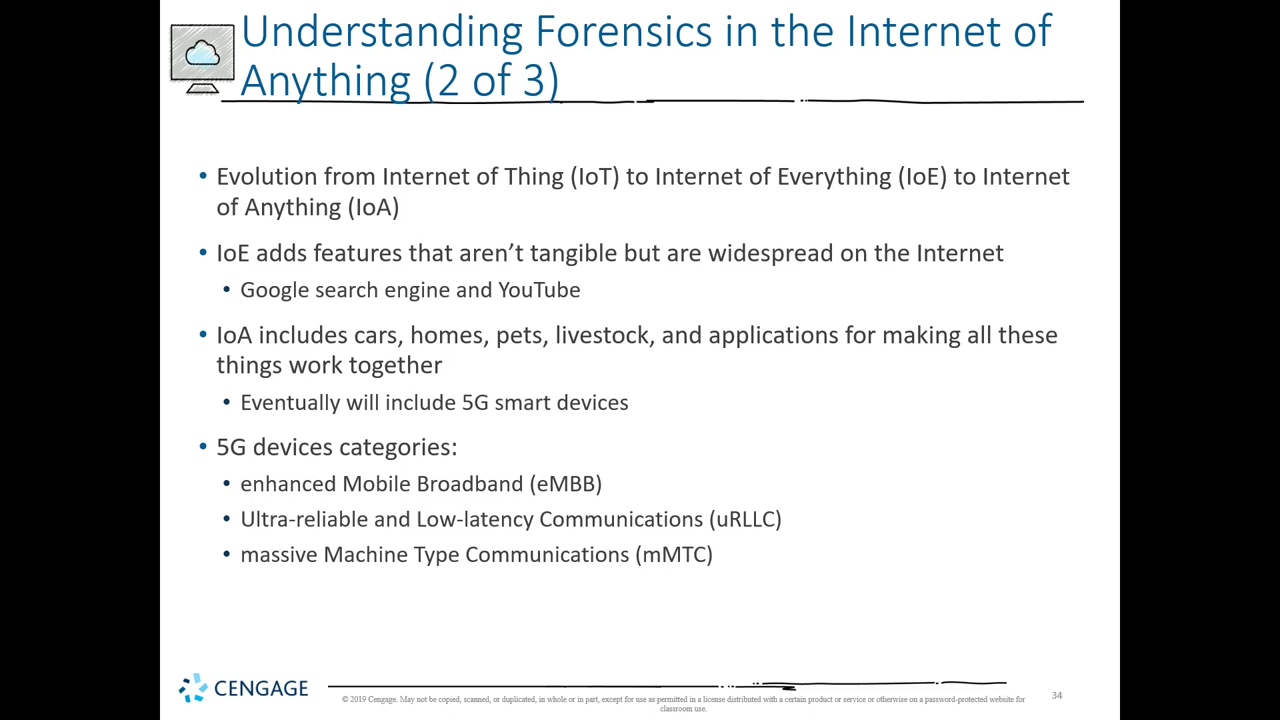 Understanding Forensics in the Internet of
Anything (2 of 3)
• Evolution from Internet of Thing (IoT) to Internet of Everything (IoE) to Internet
of Anything (IoA)
• IoE adds features that aren’t tangible but are widespread on the Internet
• Google search engine and YouTube
• IoA includes cars, homes, pets, livestock, and applications for making all these
things work together
• Eventually will include 5G smart devices
• 5G devices categories:
• enhanced Mobile Broadband (eMBB)
• Ultra-reliable and Low-latency Communications (uRLLC)
• massive Machine Type Communications (mMTC)
CENGAGE
© 2019 Cengage. May not be copied, scanned, or duplicated, in whole or in part, except for use as permitted in a license distributed with a certain product or service or otherwise on a password-protected website for
classroom use.
34